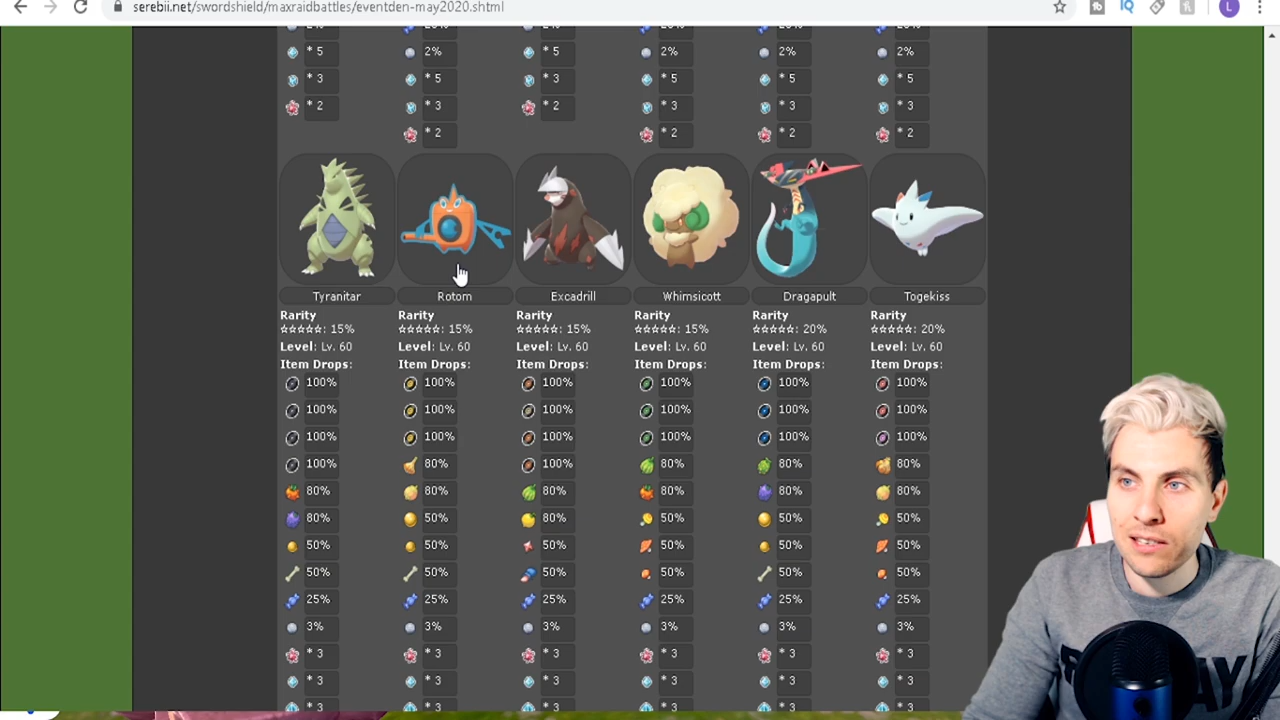 serebii.net/swordshield/maxraidbattles/eventden-may2020.shtml
L
* 5 2% * 5 2% 2% 2%
* 3 * 5 * 3 * 5 * 5 * 5
* 2 * 3 * 2 * 3 * 3 * 3
* 2 * 2 * 2 * 2
Tyranitar Rotom Excadrill Whimsicott Dragapult Togekiss
Rarity Rarity Rarity Rarity Rarity Rarity
☆☆☆☆☆: 15% ☆☆☆☆☆: 15% ☆☆☆☆☆: 15% ☆☆☆☆☆: 15% ☆☆☆☆☆: 20% ☆☆☆☆☆: 20%
Level: Lv. 60 Level: Lv. 60 Level: Lv. 60 Level: Lv. 60 Level: Lv. 60 Level: Lv. 60
Item Drops: Item Drops: Item Drops: Item Drops: Item Drops: Item Drops:
100% 100% 100% 100% 100% 100%
100% 100% 100% 100% 100% 100%
100% 100% 100% 100% 100% 100%
100% 80% 100% 80% 80% 80%
80% 80% 80% 80% 80% 80%
80% 50% 80% 50% 50% 50%
50% 50% 50% 50% 50% 50%
50% 50% 50% 50% 50% 50%
25% 25% 25% 25% 25% 25%
3% 3% 3% 3% 3% 3%
* 3 * 3 * 3 * 3 * 3 * 3
* 3 * 3 * 3 * 3 * 3 * 3
* 3 * 3 * 3 * 3 * 3 * 3